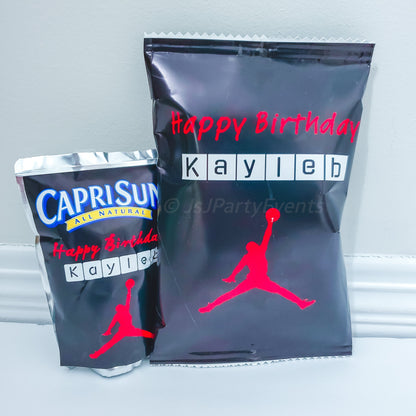 Happy Birthday
Kayleb
CAPRISUN
ALL NATURAL
Happy Birthday
Kayleb
© JsJPartyEvents